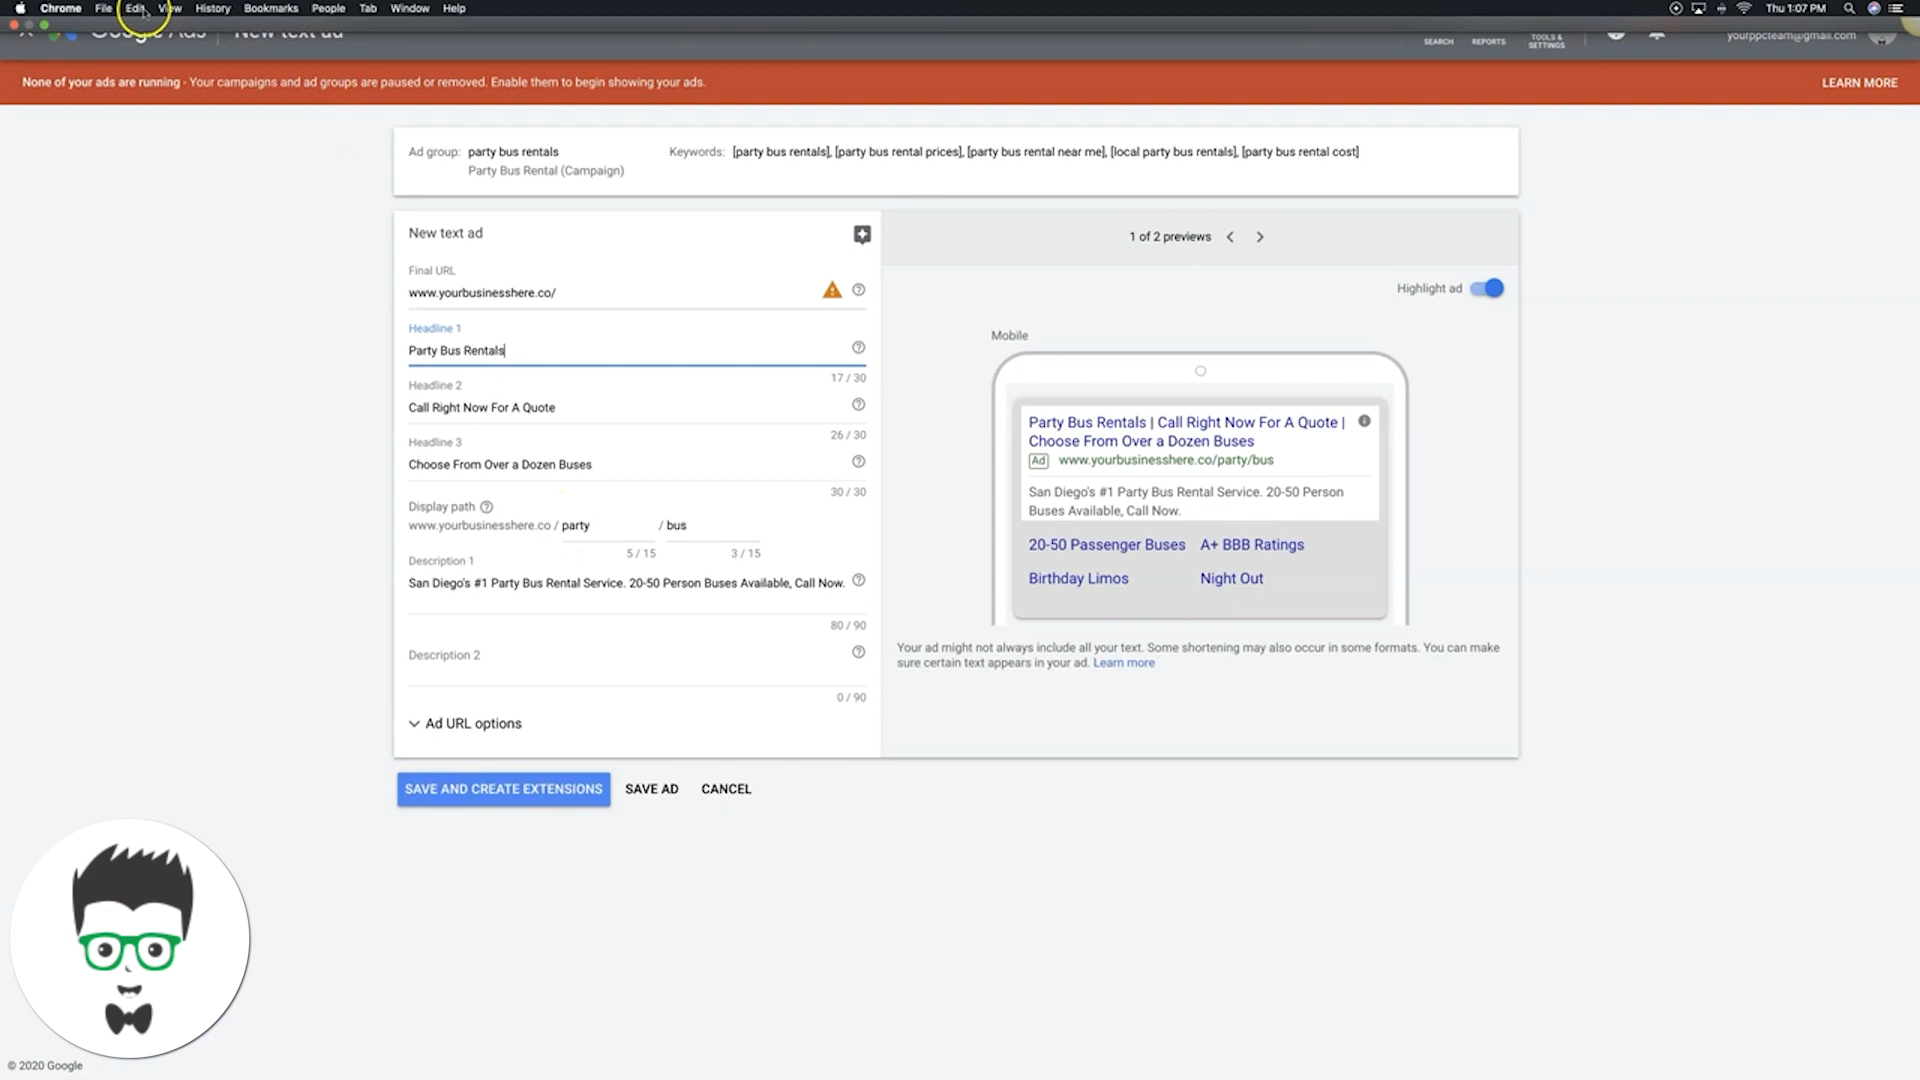 Chrome File Edit View History Bookmarks People Tab Window Help Thu 1:07 PM
Google Ads New text ad SEARCH REPORTS TOOLS & SETTINGS yourppcteam@gmail.com
None of your ads are running - Your campaigns and ad groups are paused or removed. Enable them to begin showing your ads. LEARN MORE
Ad group: party bus rentals Keywords: [party bus rentals], [party bus rental prices], [party bus rental near me], [local party bus rentals], [party bus rental cost]
Party Bus Rental (Campaign)
New text ad
Final URL
www.yourbusinesshere.co/
Headline 1
Party Bus Rentals
17 / 30
Headline 2
Call Right Now For A Quote
26 / 30
Headline 3
Choose From Over a Dozen Buses
30 / 30
Display path
www.yourbusinesshere.co / party / bus
5 / 15 3 / 15
Description 1
San Diego's #1 Party Bus Rental Service. 20-50 Person Buses Available, Call Now.
80 / 90
Description 2
0 / 90
Ad URL options
1 of 2 previews
Highlight ad
Mobile
Party Bus Rentals | Call Right Now For A Quote |
Choose From Over a Dozen Buses
Ad www.yourbusinesshere.co/party/bus
San Diego's #1 Party Bus Rental Service. 20-50 Person
Buses Available, Call Now.
20-50 Passenger Buses A+ BBB Ratings
Birthday Limos Night Out
Your ad might not always include all your text. Some shortening may also occur in some formats. You can make
sure certain text appears in your ad. Learn more
SAVE AND CREATE EXTENSIONS SAVE AD CANCEL
© 2020 Google